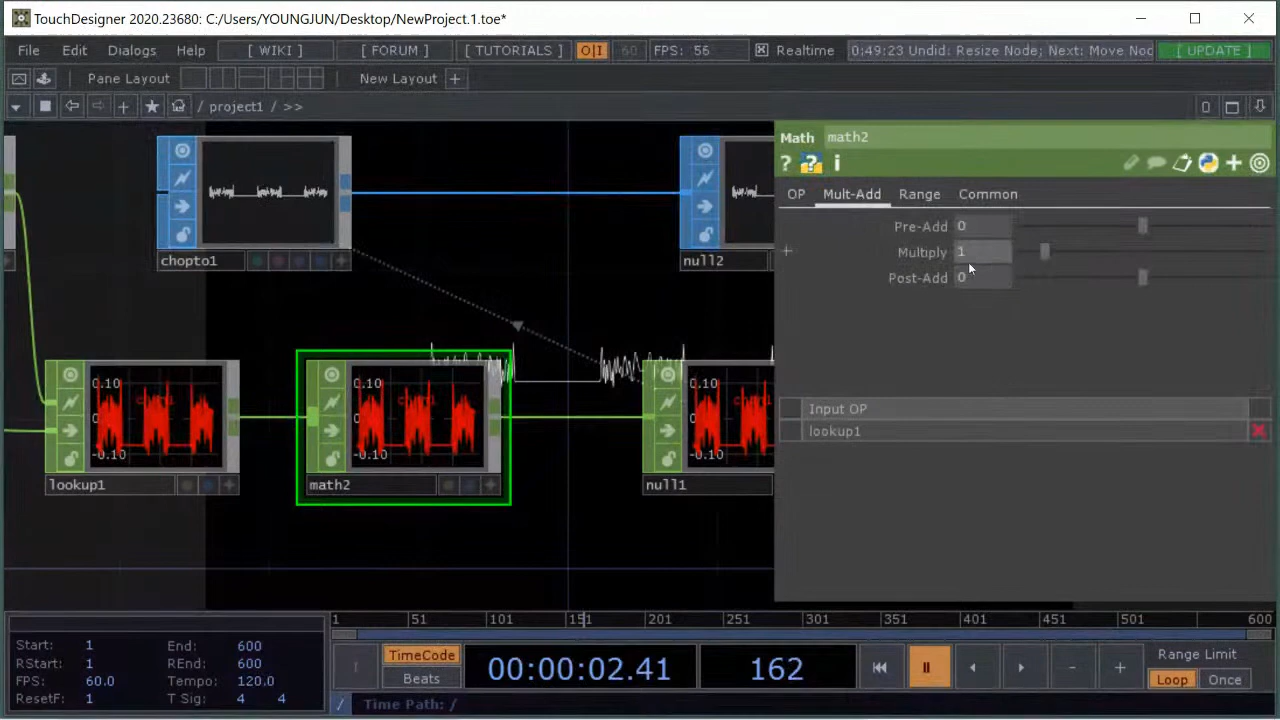 TouchDesigner 2020.23680: C:/Users/YOUNGJUN/Desktop/NewProject.1.toe*
File Edit Dialogs Help [ WIKI ] [ FORUM ] [ TUTORIALS ] O|I 60 FPS: 56 Realtime 0:49:23 Undid: Resize Node; Next: Move Noc [ UPDATE ]
Pane Layout New Layout +
/ project1 / >>
Math math2
? ? i
OP Mult-Add Range Common
Pre-Add 0
Multiply 1
Post-Add 0
chopto1
null2
0.10
-0.10
0.10
-0.10
0.10
-0.10
lookup1
math2
null1
Input OP
lookup1
1 51 101 151 201 251 301 351 401 451 501 600
Start: 1 End: 600
RStart: 1 REnd: 600
FPS: 60.0 Tempo: 120.0
ResetF: 1 T Sig: 4 4
TimeCode
Beats
00:00:02.41
162
Range Limit
Loop Once
/ Time Path: /